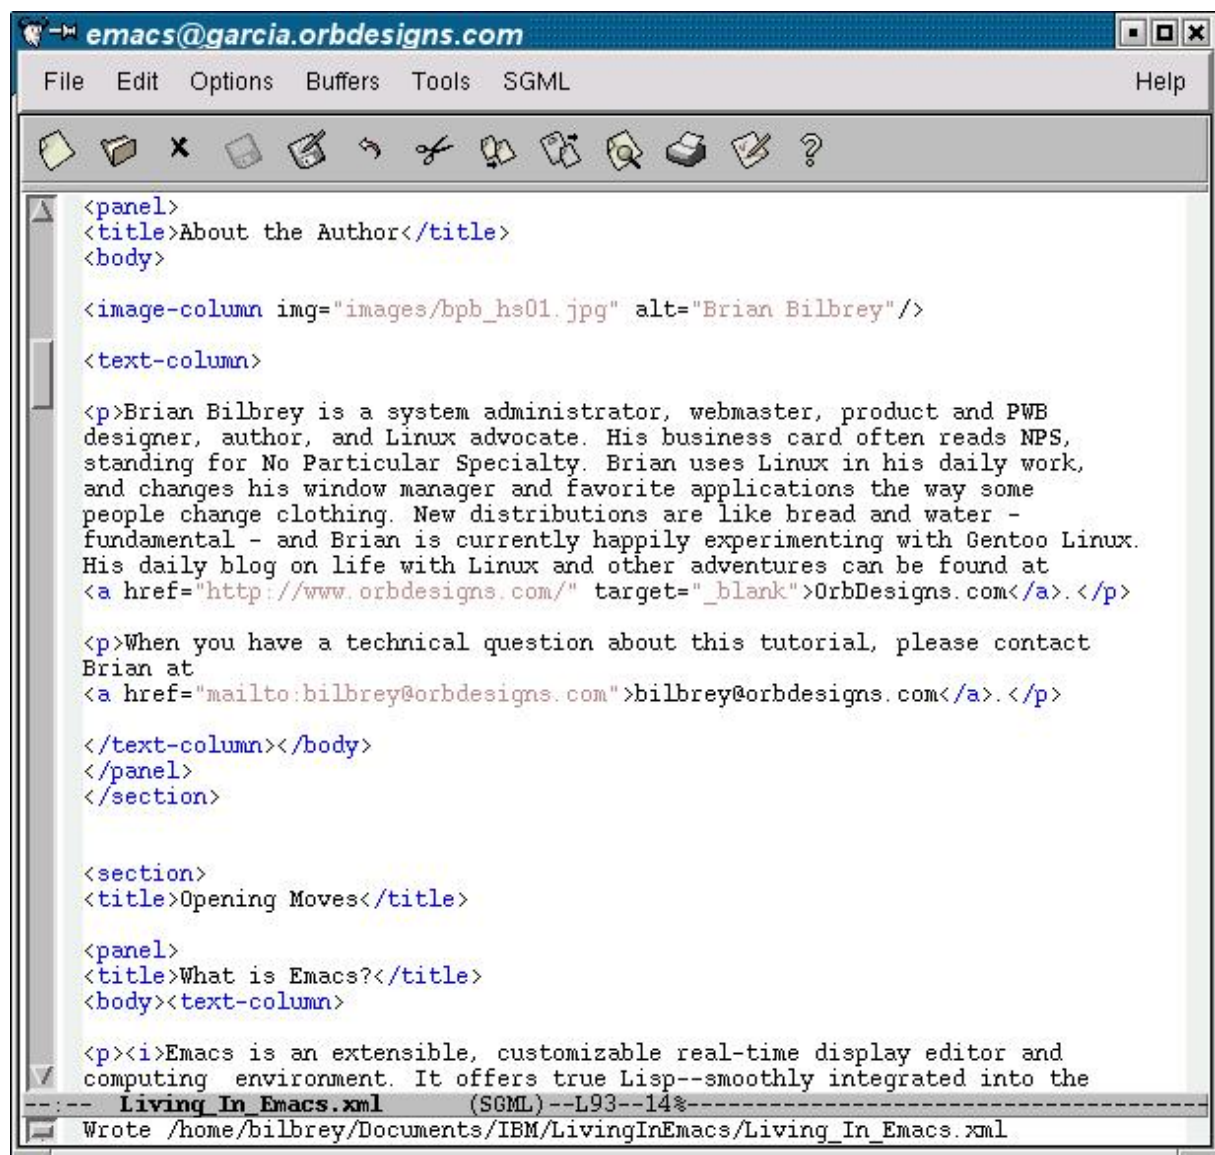 emacs@garcia.orbdesigns.com
File Edit Options Buffers Tools SGML Help
<panel>
<title>About the Author</title>
<body>
<image-column img="images/bpb_hs01.jpg" alt="Brian Bilbrey"/>
<text-column>
<p>Brian Bilbrey is a system administrator, webmaster, product and PWB
designer, author, and Linux advocate. His business card often reads NPS,
standing for No Particular Specialty. Brian uses Linux in his daily work,
and changes his window manager and favorite applications the way some
people change clothing. New distributions are like bread and water -
fundamental - and Brian is currently happily experimenting with Gentoo Linux.
His daily blog on life with Linux and other adventures can be found at
<a href="http://www.orbdesigns.com/" target="_blank">OrbDesigns.com</a>.</p>
<p>When you have a technical question about this tutorial, please contact
Brian at
<a href="mailto:bilbrey@orbdesigns.com">bilbrey@orbdesigns.com</a>.</p>
</text-column></body>
</panel>
</section>
<section>
<title>Opening Moves</title>
<panel>
<title>What is Emacs?</title>
<body><text-column>
<p><i>Emacs is an extensible, customizable real-time display editor and
computing  environment. It offers true Lisp--smoothly integrated into the
--:-- Living_In_Emacs.xml (SGML)--L93--14%--------------------------------------
Wrote /home/bilbrey/Documents/IBM/LivingInEmacs/Living_In_Emacs.xml